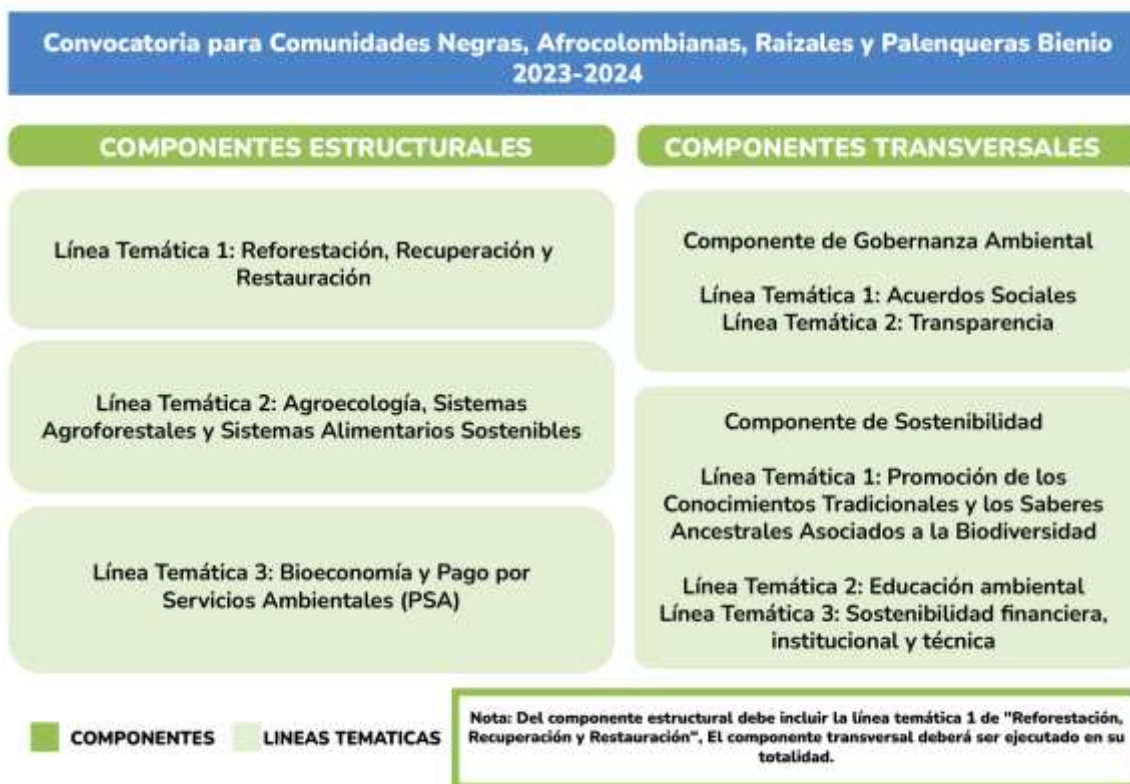 Convocatoria para Comunidades Negras, Afrocolombianas, Raizales y Palenqueras Bienio
2023-2024
COMPONENTES ESTRUCTURALES
Línea Temática 1: Reforestación, Recuperación y
Restauración
Línea Temática 2: Agroecología, Sistemas
Agroforestales y Sistemas Alimentarios Sostenibles
Línea Temática 3: Bioeconomía y Pago por
Servicios Ambientales (PSA)
COMPONENTES TRANSVERSALES
Componente de Gobernanza Ambiental
Línea Temática 1: Acuerdos Sociales
Línea Temática 2: Transparencia
Componente de Sostenibilidad
Línea Temática 1: Promoción de los
Conocimientos Tradicionales y los Saberes
Ancestrales Asociados a la Biodiversidad
Línea Temática 2: Educación ambiental
Línea Temática 3: Sostenibilidad financiera,
institucional y técnica
COMPONENTES
LINEAS TEMATICAS
Nota: Del componente estructural debe incluir la línea temática 1 de "Reforestación,
Recuperación y Restauración", El componente transversal deberá ser ejecutado en su
totalidad.